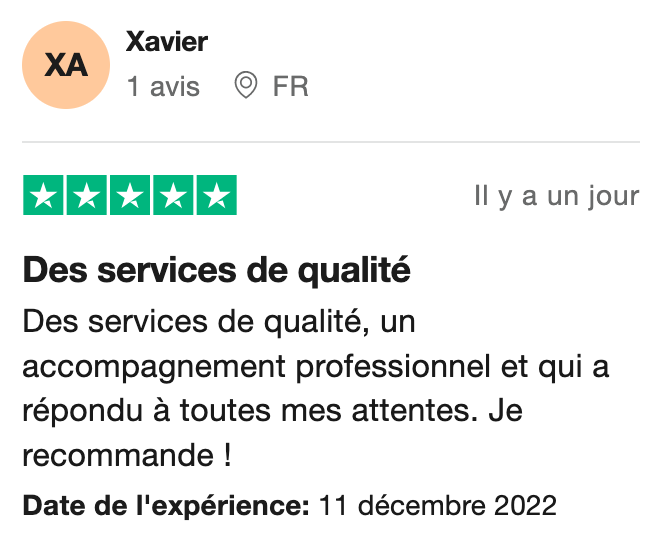 XA
Xavier
1 avis FR
Il y a un jour
Des services de qualité
Des services de qualité, un
accompagnement professionnel et qui a
répondu à toutes mes attentes. Je
recommande !
Date de l'expérience: 11 décembre 2022